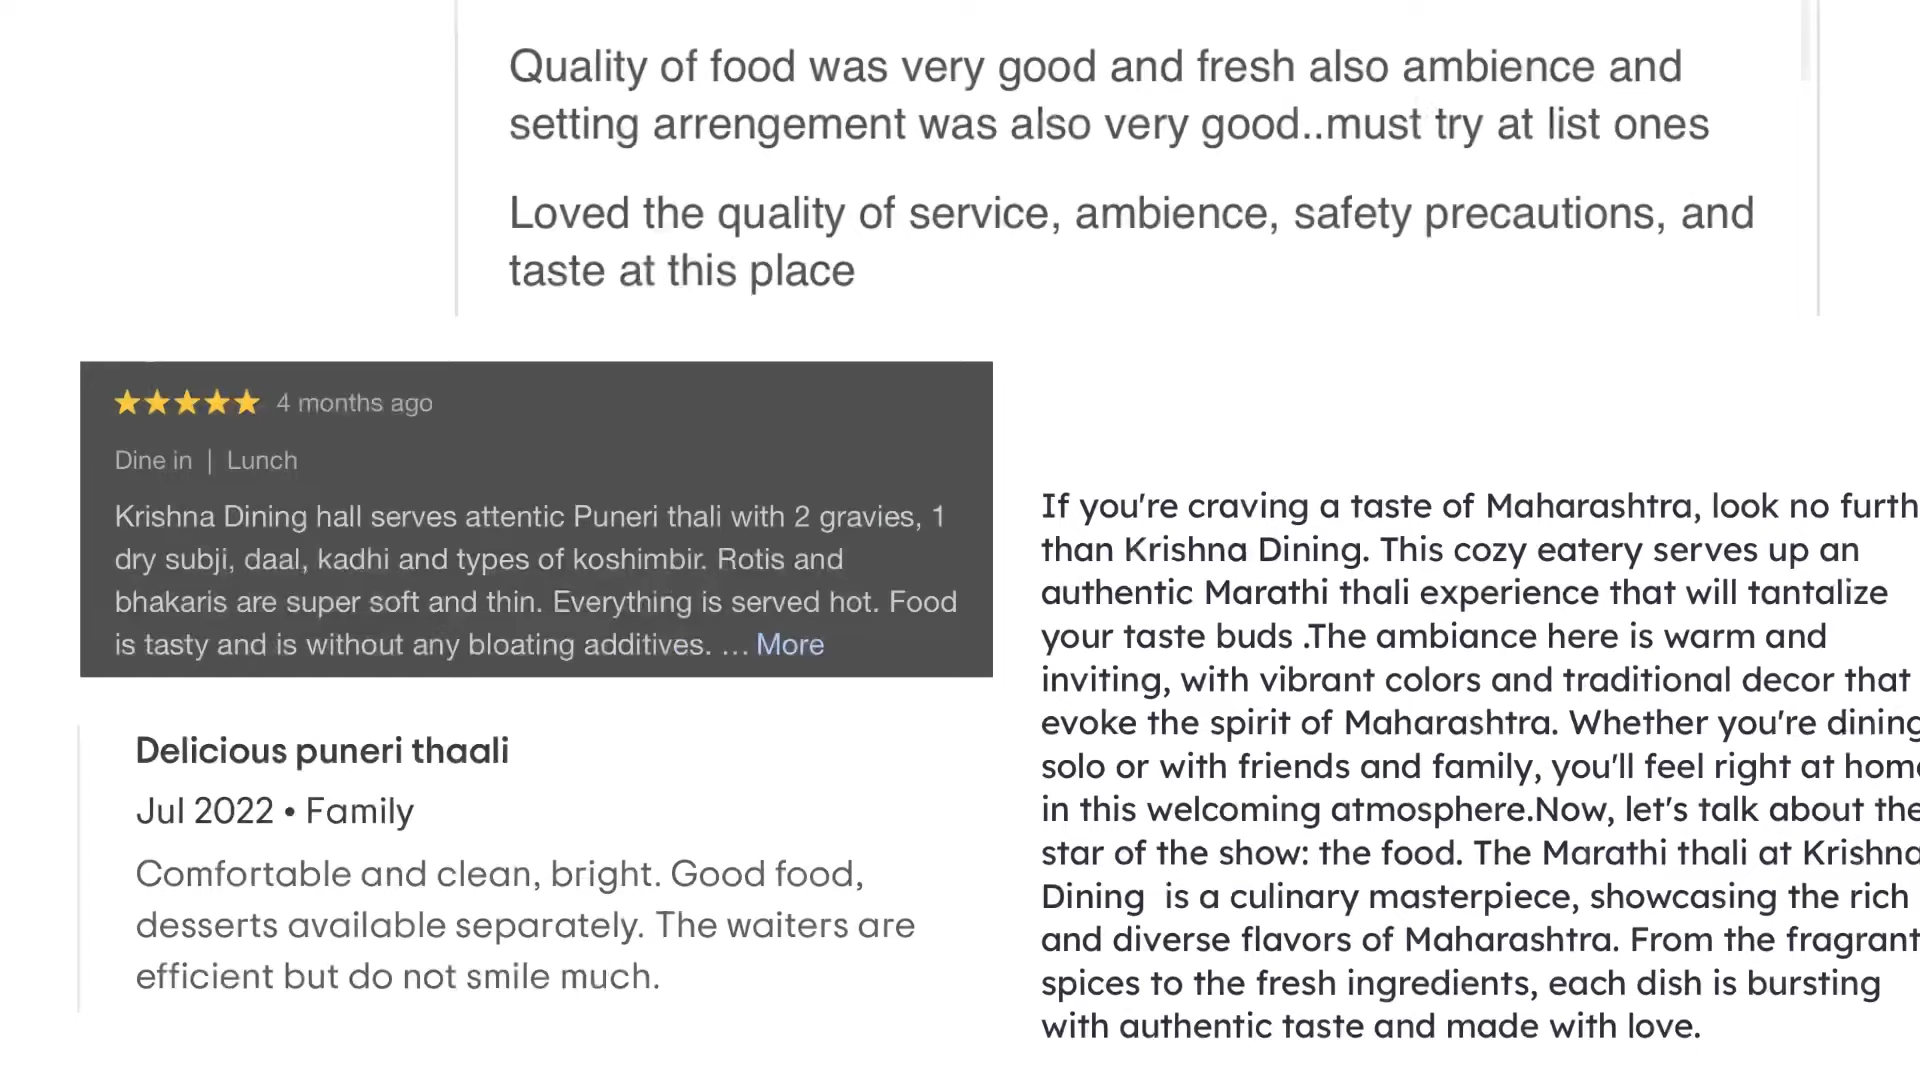 Quality of food was very good and fresh also ambience and
setting arrengement was also very good..must try at list ones
Loved the quality of service, ambience, safety precautions, and
taste at this place
★★★★★ 4 months ago
Dine in | Lunch
Krishna Dining hall serves attentic Puneri thali with 2 gravies, 1
dry subji, daal, kadhi and types of koshimbir. Rotis and
bhakaris are super soft and thin. Everything is served hot. Food
is tasty and is without any bloating additives. ... More
Delicious puneri thaali
Jul 2022 • Family
Comfortable and clean, bright. Good food,
desserts available separately. The waiters are
efficient but do not smile much.
If you're craving a taste of Maharashtra, look no furth
than Krishna Dining. This cozy eatery serves up an
authentic Marathi thali experience that will tantalize
your taste buds .The ambiance here is warm and
inviting, with vibrant colors and traditional decor that
evoke the spirit of Maharashtra. Whether you're dining
solo or with friends and family, you'll feel right at home
in this welcoming atmosphere.Now, let's talk about the
star of the show: the food. The Marathi thali at Krishna
Dining  is a culinary masterpiece, showcasing the rich
and diverse flavors of Maharashtra. From the fragrant
spices to the fresh ingredients, each dish is bursting
with authentic taste and made with love.